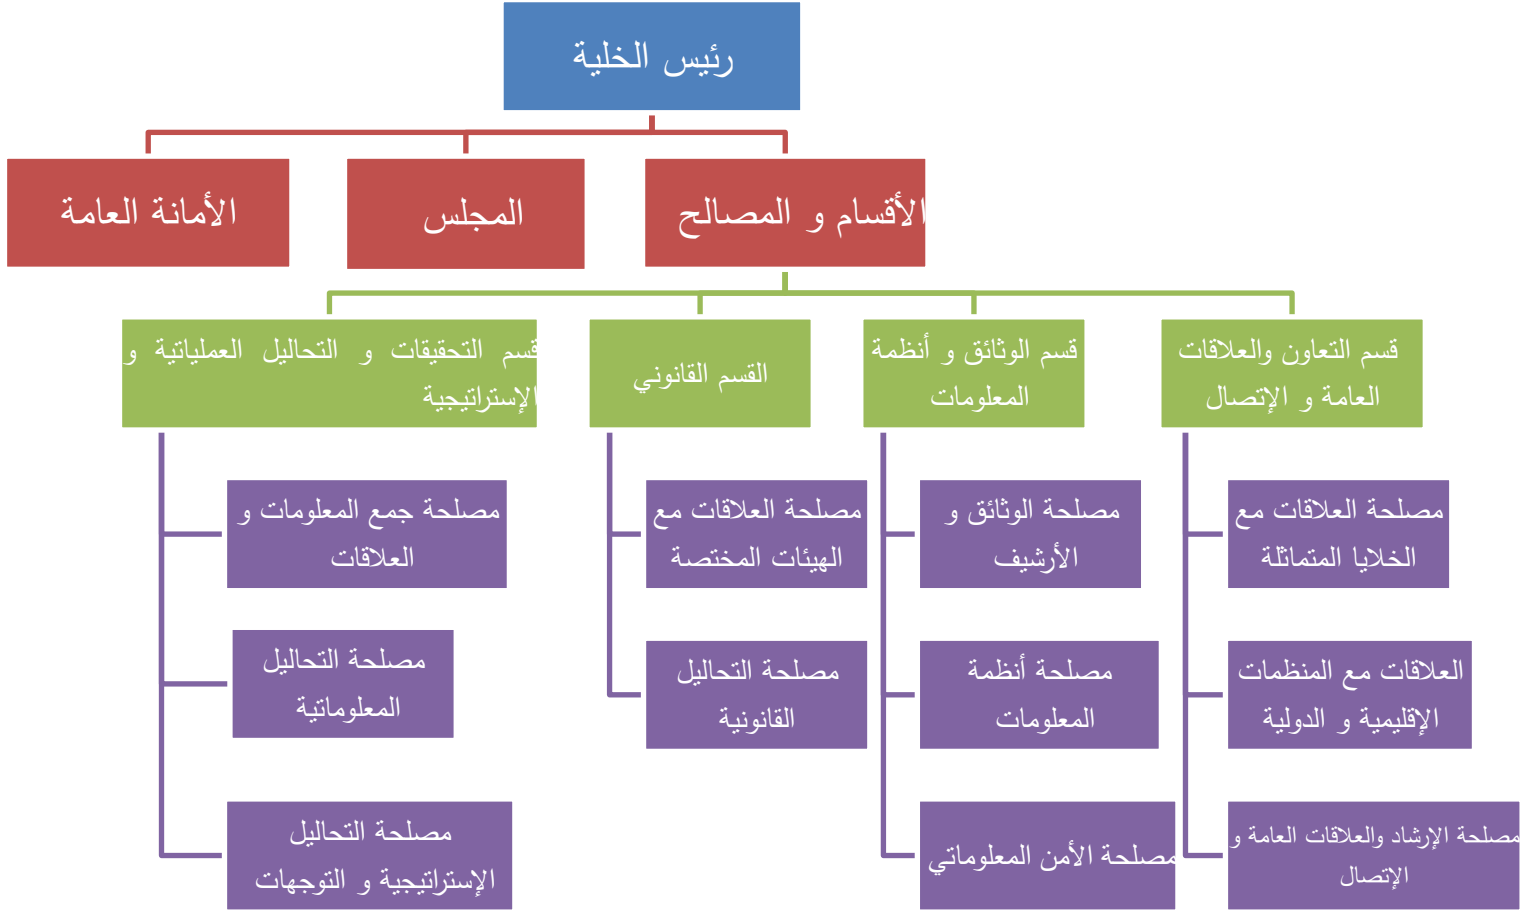 رئيس الخلية
الأقسام و المصالح
المجلس
الأمانة العامة
قسم التعاون والعلاقات
العامة و الإتصال
قسم الوثائق و أنظمة
المعلومات
القسم القانوني
قسم التحقيقات و التحاليل العملياتية و
الإستراتيجية
مصلحة العلاقات مع
الخلايا المتماثلة
مصلحة الوثائق و
الأرشيف
مصلحة العلاقات مع
الهيئات المختصة
مصلحة جمع المعلومات و
العلاقات
العلاقات مع المنظمات
الإقليمية و الدولية
مصلحة أنظمة
المعلومات
مصلحة التحاليل
القانونية
مصلحة التحاليل
المعلوماتية
مصلحة الإرشاد والعلاقات العامة و
الإتصال
مصلحة الأمن المعلوماتي
مصلحة التحاليل
الإستراتيجية و التوجهات